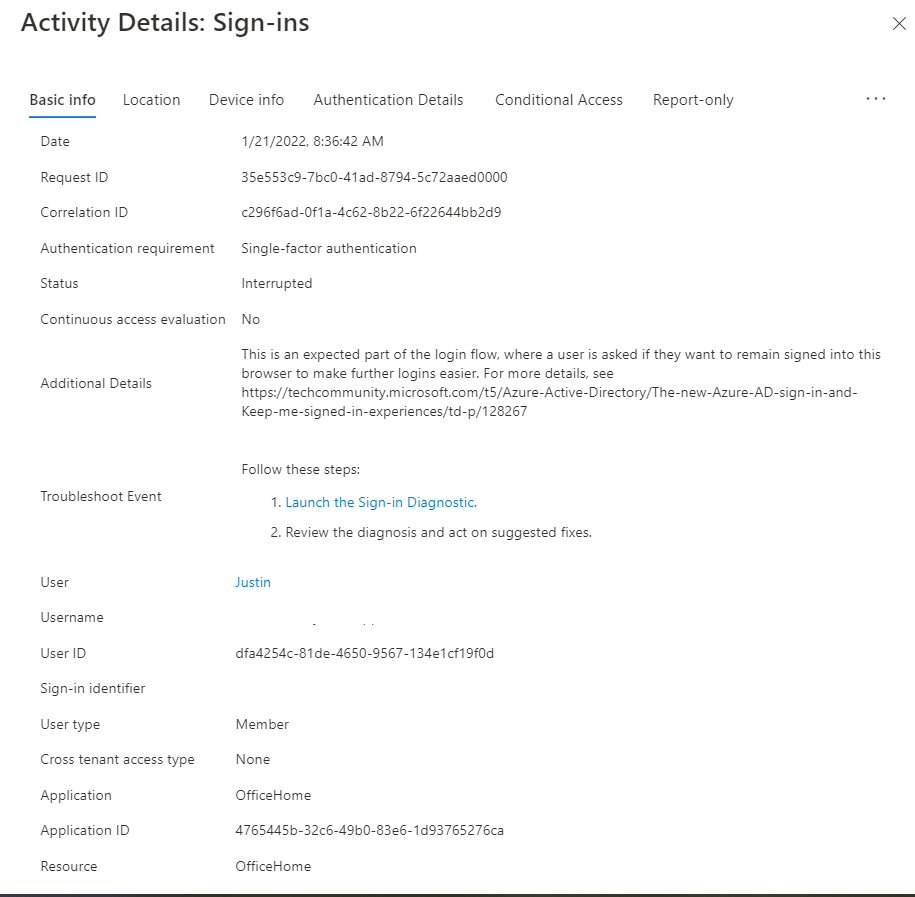 Activity Details: Sign-ins
Basic info Location Device info Authentication Details Conditional Access Report-only ...
Date 1/21/2022, 8:36:42 AM
Request ID 35e553c9-7bc0-41ad-8794-5c72aaed0000
Correlation ID c296f6ad-0f1a-4c62-8b22-6f22644bb2d9
Authentication requirement Single-factor authentication
Status Interrupted
Continuous access evaluation No
This is an expected part of the login flow, where a user is asked if they want to remain signed into this
Additional Details browser to make further logins easier. For more details, see
https://techcommunity.microsoft.com/t5/Azure-Active-Directory/The-new-Azure-AD-sign-in-and-
Keep-me-signed-in-experiences/td-p/128267
Follow these steps:
Troubleshoot Event 1. Launch the Sign-in Diagnostic.
2. Review the diagnosis and act on suggested fixes.
User Justin
Username
User ID dfa4254c-81de-4650-9567-134e1cf19f0d
Sign-in identifier
User type Member
Cross tenant access type None
Application OfficeHome
Application ID 4765445b-32c6-49b0-83e6-1d93765276ca
Resource OfficeHome